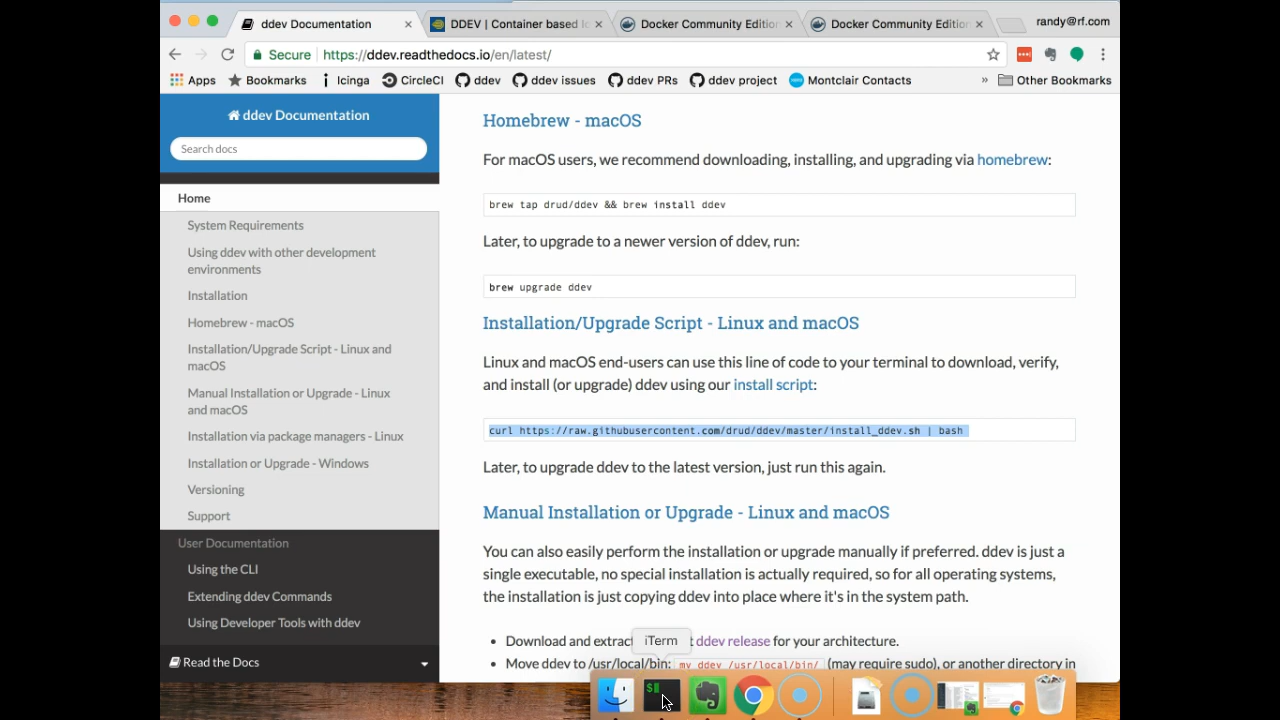 ddev Documentation
DDEV | Container based l
Docker Community Edition
Docker Community Edition
randy@rf.com
Secure
https://ddev.readthedocs.io/en/latest/
Apps
Bookmarks
Icinga
CircleCI
ddev
ddev issues
ddev PRs
ddev project
Montclair Contacts
»
Other Bookmarks
ddev Documentation
Search docs
Home
System Requirements
Using ddev with other development
environments
Installation
Homebrew - macOS
Installation/Upgrade Script - Linux and
macOS
Manual Installation or Upgrade - Linux
and macOS
Installation via package managers - Linux
Installation or Upgrade - Windows
Versioning
Support
User Documentation
Using the CLI
Extending ddev Commands
Using Developer Tools with ddev
Read the Docs
Homebrew - macOS
For macOS users, we recommend downloading, installing, and upgrading via homebrew:
brew tap drud/ddev && brew install ddev
Later, to upgrade to a newer version of ddev, run:
brew upgrade ddev
Installation/Upgrade Script - Linux and macOS
Linux and macOS end-users can use this line of code to your terminal to download, verify,
and install (or upgrade) ddev using our install script:
curl https://raw.githubusercontent.com/drud/ddev/master/install_ddev.sh | bash
Later, to upgrade ddev to the latest version, just run this again.
Manual Installation or Upgrade - Linux and macOS
You can also easily perform the installation or upgrade manually if preferred. ddev is just a
single executable, no special installation is actually required, so for all operating systems,
the installation is just copying ddev into place where it's in the system path.
• Download and extract ddev release for your architecture.
iTerm
• Move ddev to /usr/local/bin: mv ddev /usr/local/bin/ (may require sudo), or another directory in